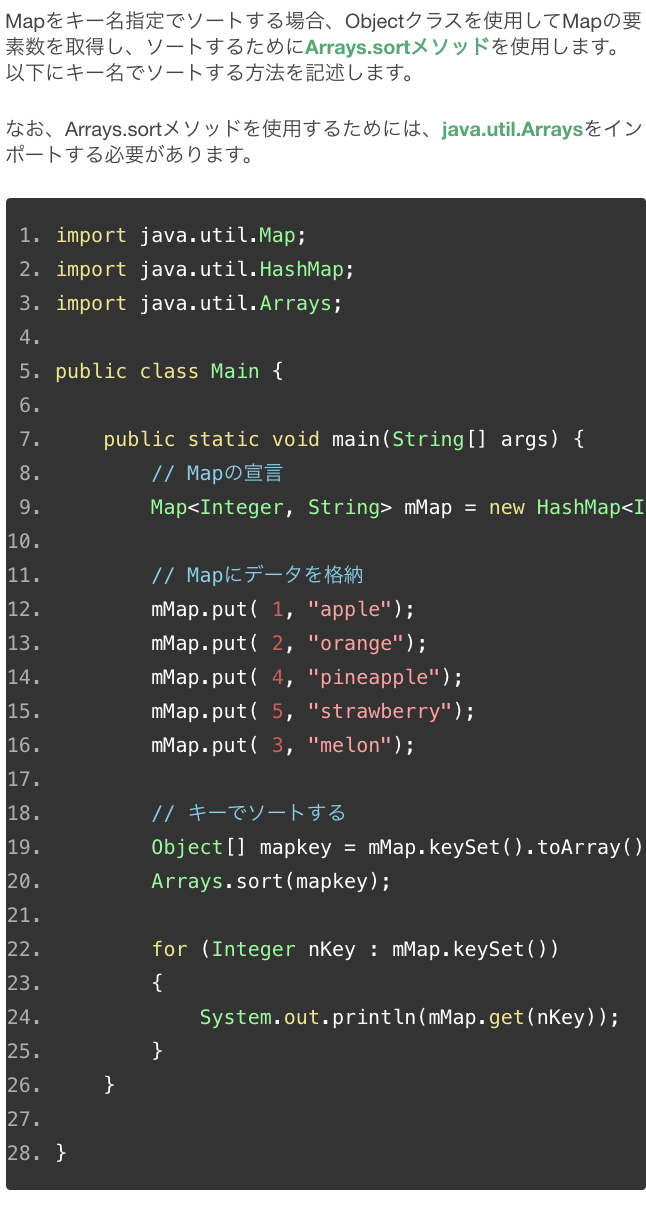 Mapをキー名指定でソートする場合、Objectクラスを使用してMapの要
素数を取得し、ソートするためにArrays.sortメソッドを使用します。
以下にキー名でソートする方法を記述します。
なお、Arrays.sortメソッドを使用するためには、java.util.Arraysをイン
ポートする必要があります。
1. import java.util.Map;
2. import java.util.HashMap;
3. import java.util.Arrays;
4.
5. public class Main {
6.
7.     public static void main(String[] args) {
8.         // Mapの宣言
9.         Map<Integer, String> mMap = new HashMap<I
10.
11.         // Mapにデータを格納
12.         mMap.put( 1, "apple");
13.         mMap.put( 2, "orange");
14.         mMap.put( 4, "pineapple");
15.         mMap.put( 5, "strawberry");
16.         mMap.put( 3, "melon");
17.
18.         // キーでソートする
19.         Object[] mapkey = mMap.keySet().toArray()
20.         Arrays.sort(mapkey);
21.
22.         for (Integer nKey : mMap.keySet())
23.         {
24.             System.out.println(mMap.get(nKey));
25.         }
26.     }
27.
28. }